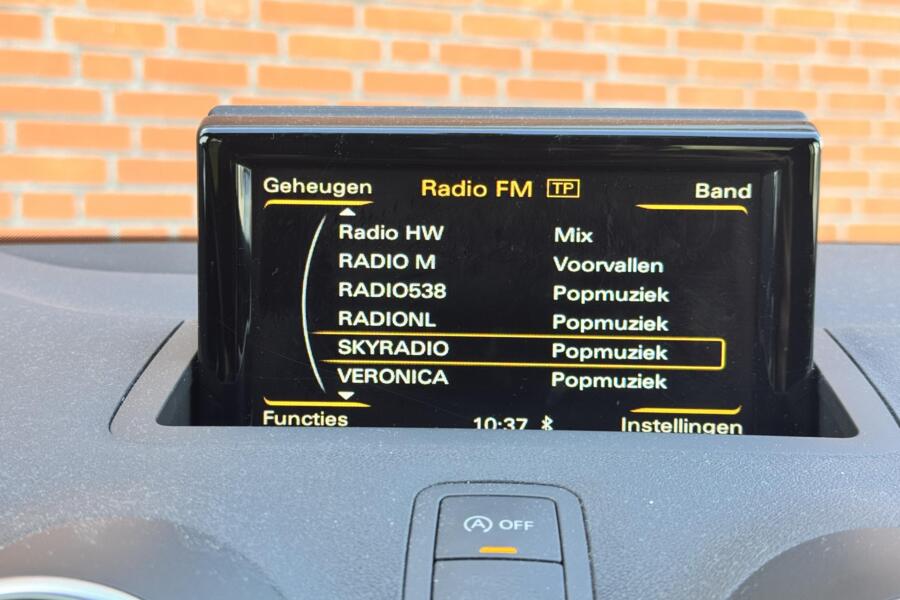 Geheugen Radio FM TP Band
Radio HW Mix
RADIO M Voorvallen
RADIO538 Popmuziek
RADIONL Popmuziek
SKYRADIO Popmuziek
VERONICA Popmuziek
Functies 10:37 Instellingen
A OFF